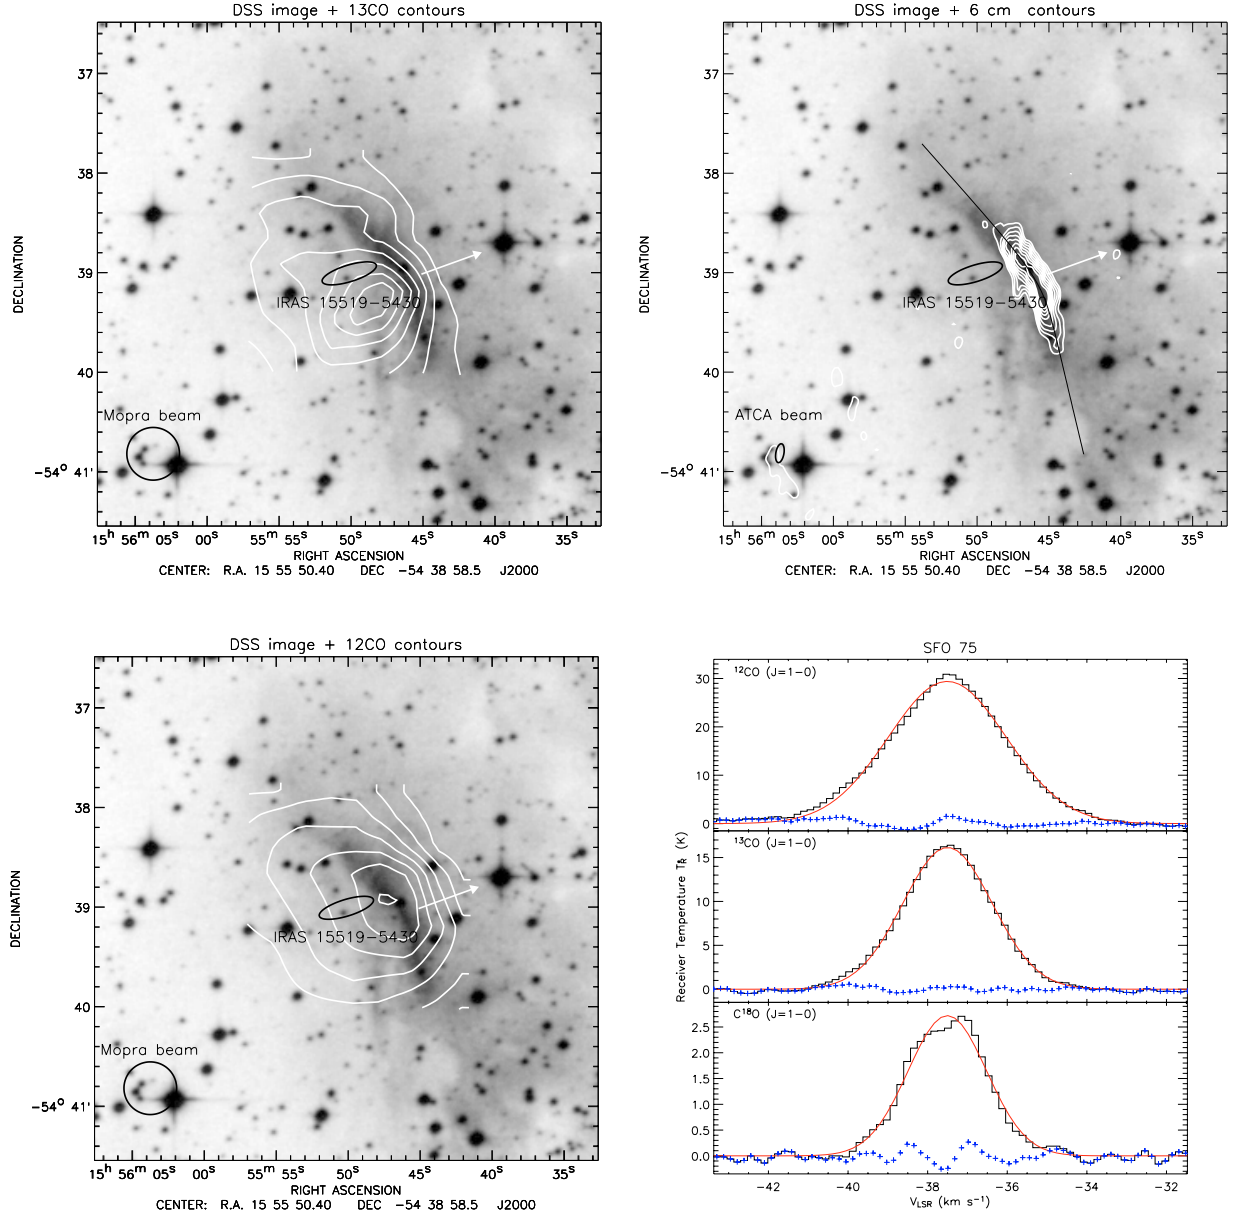 DSS image + 13CO contours
37
38
39
40
-54° 41'
DECLINATION
IRAS 15519-5430
Mopra beam
15ʰ 56ᵐ 05ˢ 00ˢ 55ᵐ 55ˢ 50ˢ 45ˢ 40ˢ 35ˢ
RIGHT ASCENSION
CENTER: R.A. 15 55 50.40 DEC -54 38 58.5 J2000
DSS image + 6 cm contours
37
38
39
40
-54° 41'
DECLINATION
IRAS 15519-5430
ATCA beam
15ʰ 56ᵐ 05ˢ 00ˢ 55ᵐ 55ˢ 50ˢ 45ˢ 40ˢ 35ˢ
RIGHT ASCENSION
CENTER: R.A. 15 55 50.40 DEC -54 38 58.5 J2000
DSS image + 12CO contours
37
38
39
40
-54° 41'
DECLINATION
IRAS 15519-5430
Mopra beam
15ʰ 56ᵐ 05ˢ 00ˢ 55ᵐ 55ˢ 50ˢ 45ˢ 40ˢ 35ˢ
RIGHT ASCENSION
CENTER: R.A. 15 55 50.40 DEC -54 38 58.5 J2000
SFO 75
¹²CO (J=1-0)
30
20
10
0
¹³CO (J=1-0)
15
10
5
0
C¹⁸O (J=1-0)
2.5
2.0
1.5
1.0
0.5
0.0
Receiver Temperature T*R (K)
-42 -40 -38 -36 -34 -32
V_LSR (km s⁻¹)